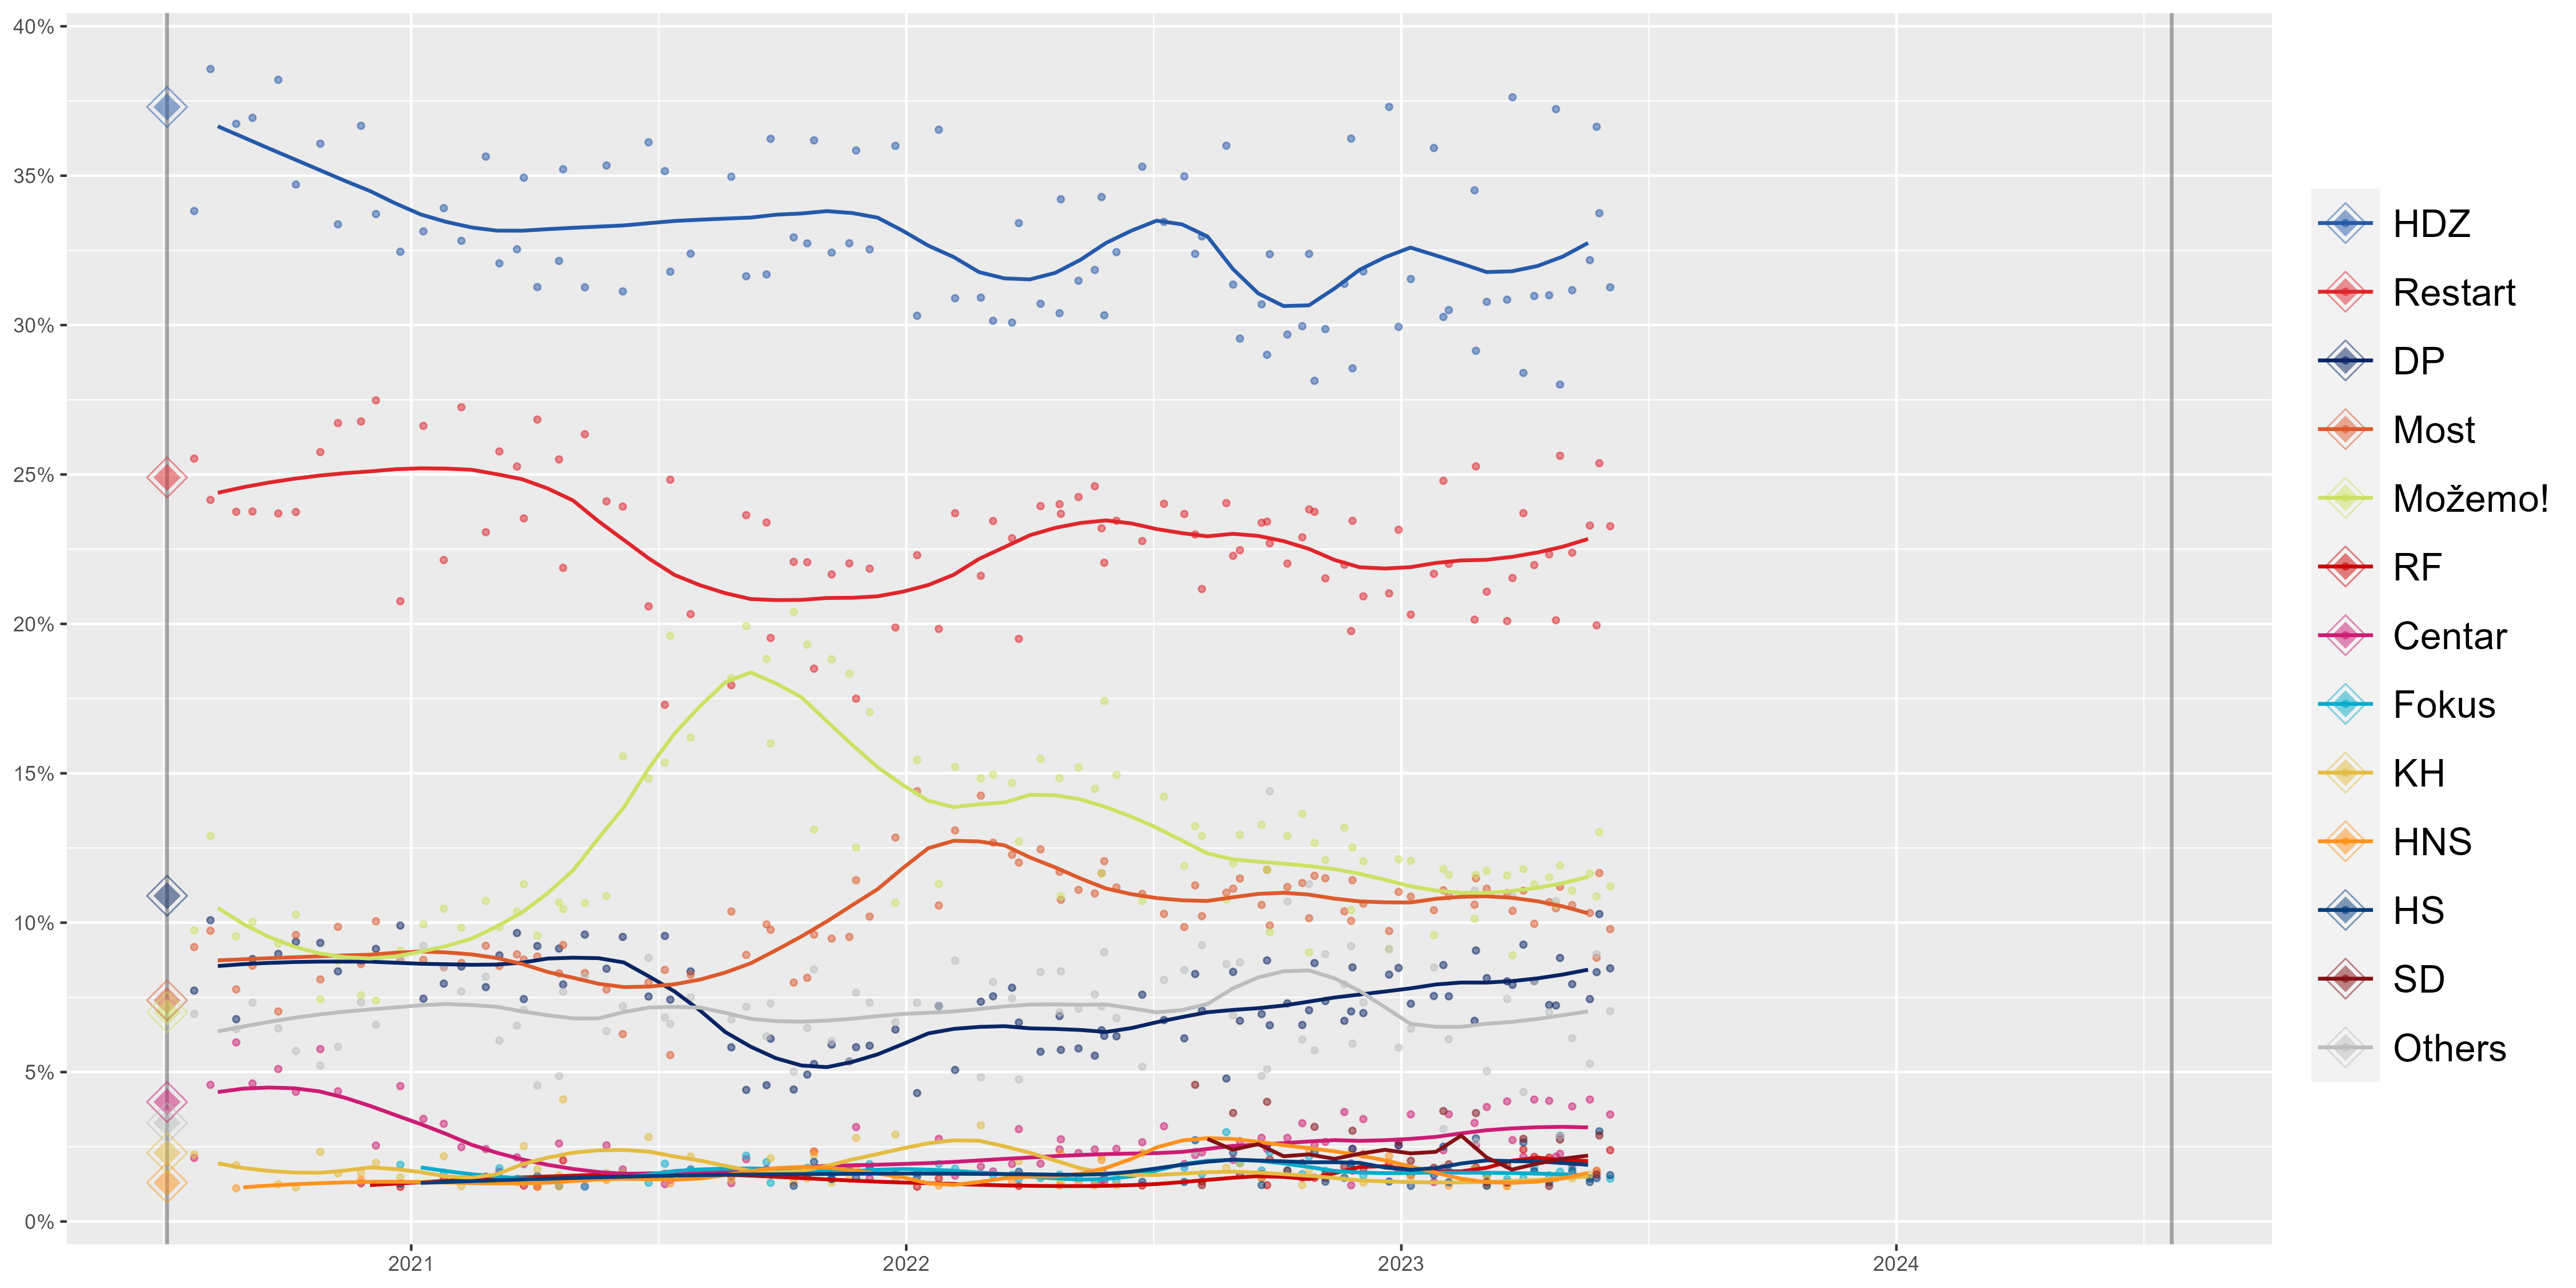 40%
35%
30%
25%
20%
15%
10%
5%
0%
2021
2022
2023
2024
HDZ
Restart
DP
Most
Možemo!
RF
Centar
Fokus
KH
HNS
HS
SD
Others